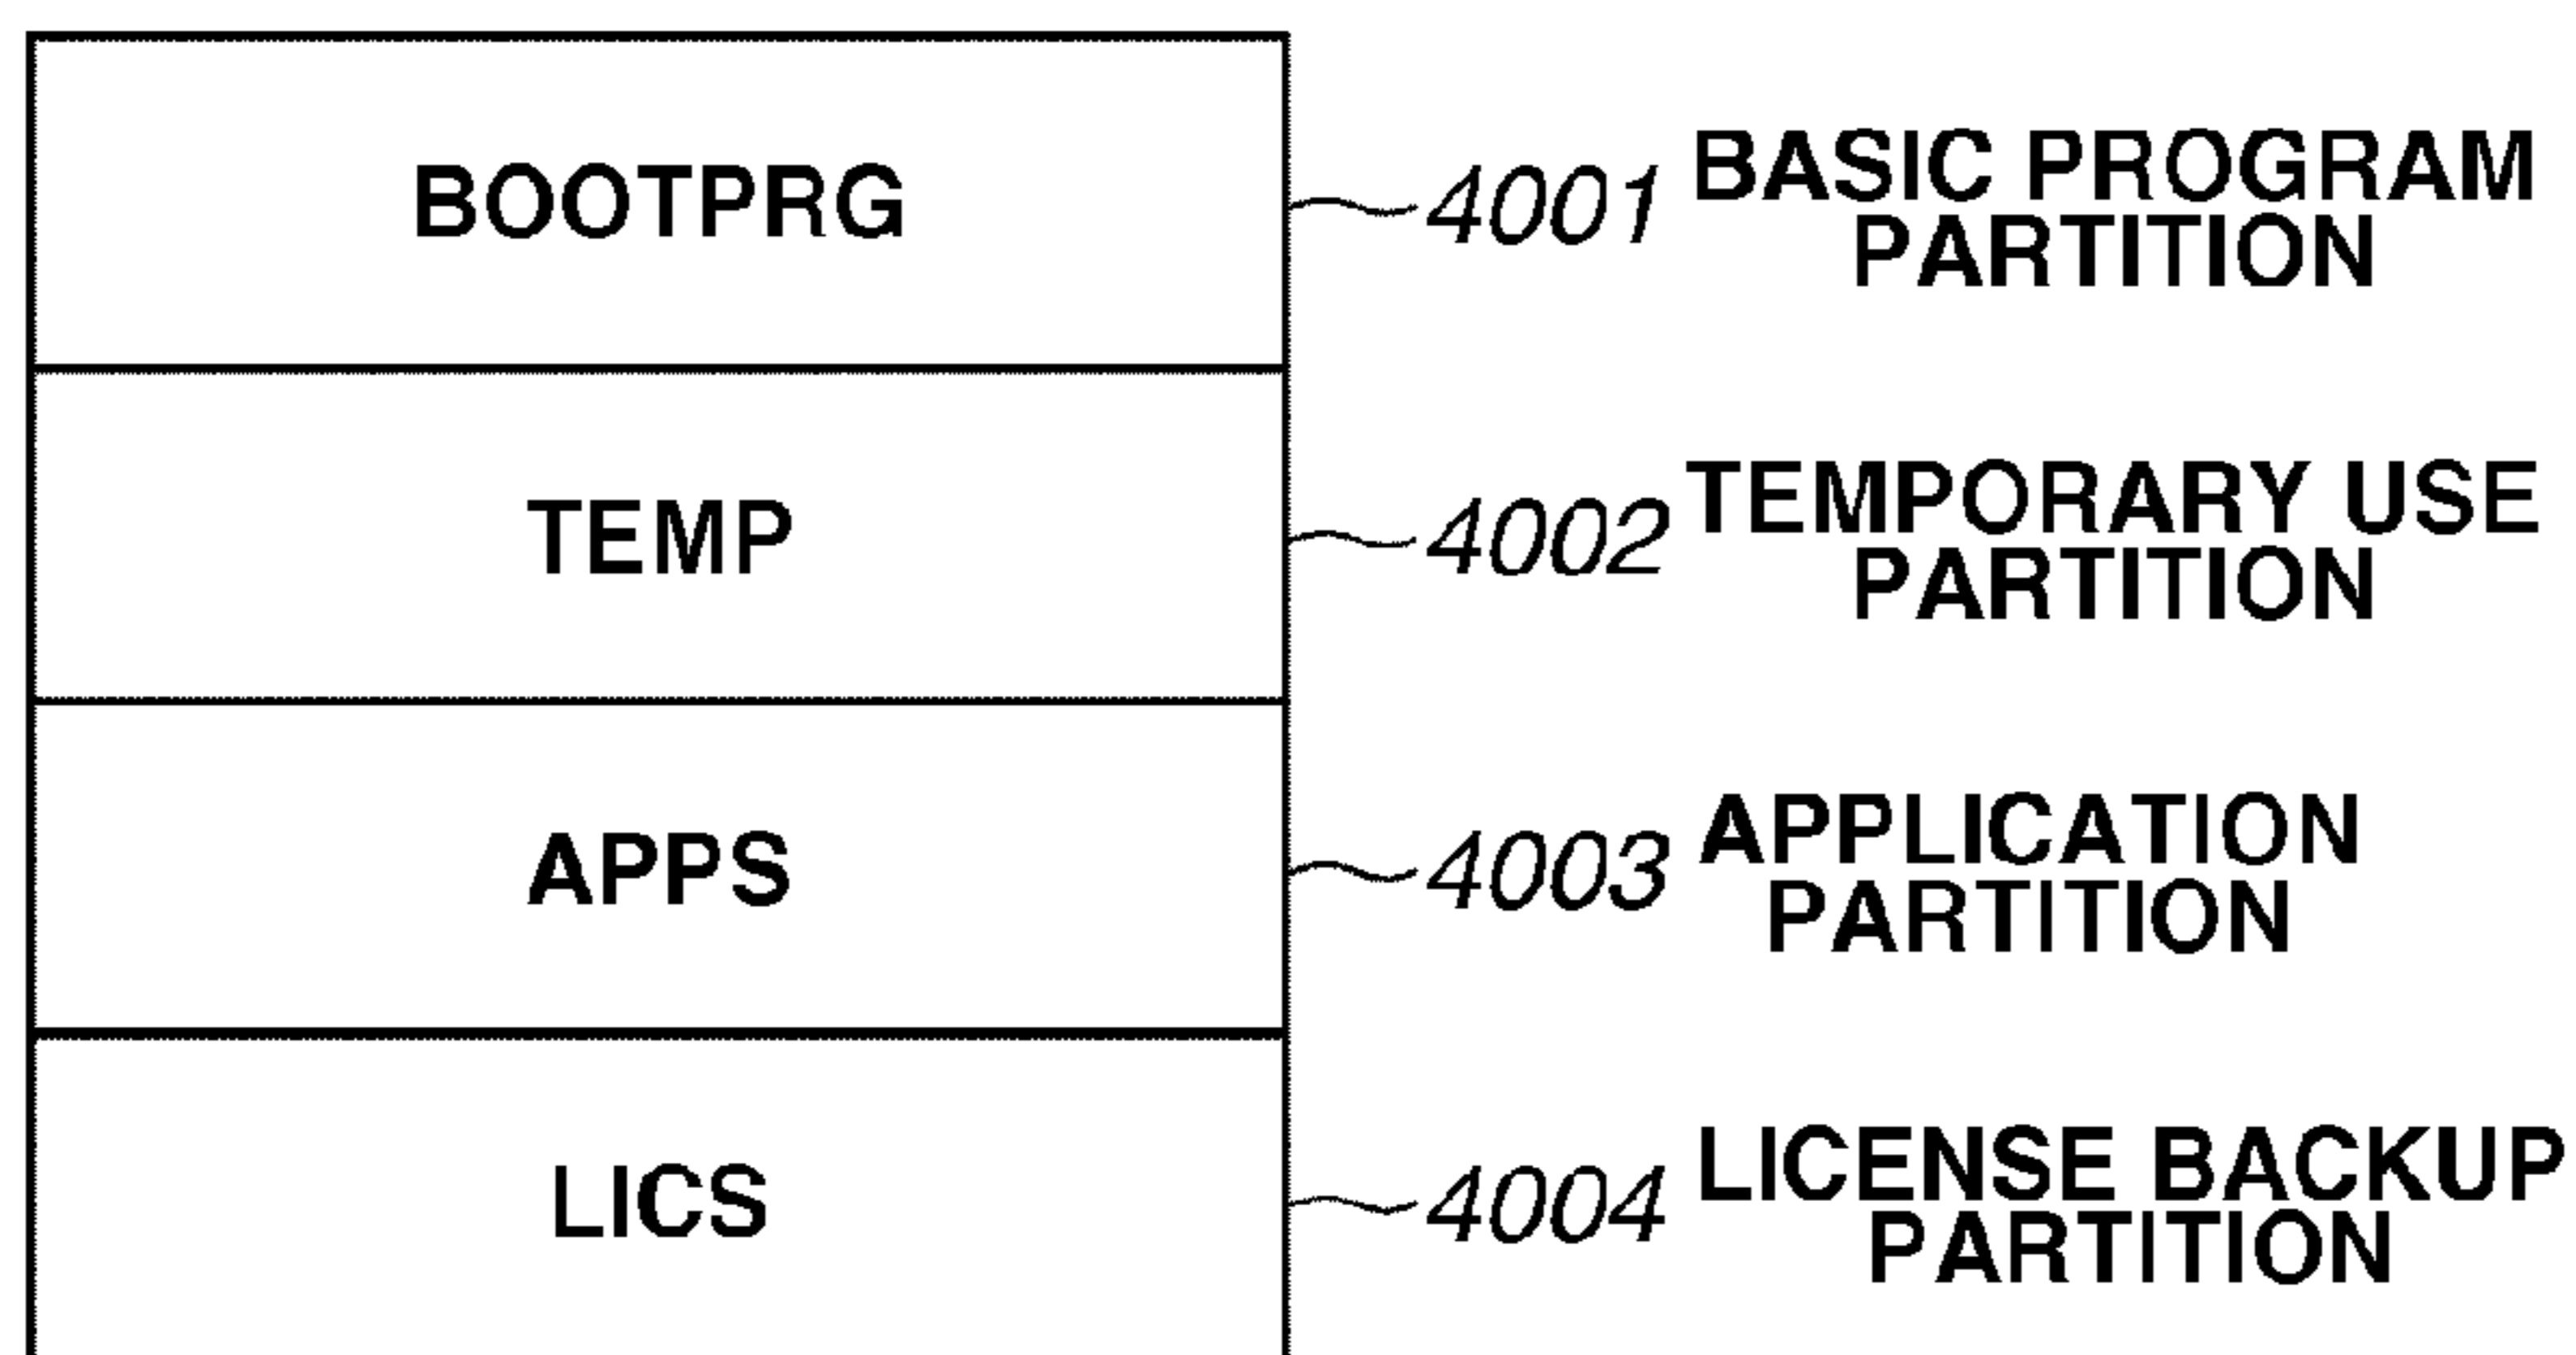 BOOTPRG
4001 BASIC PROGRAM
PARTITION
TEMP
4002 TEMPORARY USE
PARTITION
APPS
4003 APPLICATION
PARTITION
LICS
4004 LICENSE BACKUP
PARTITION